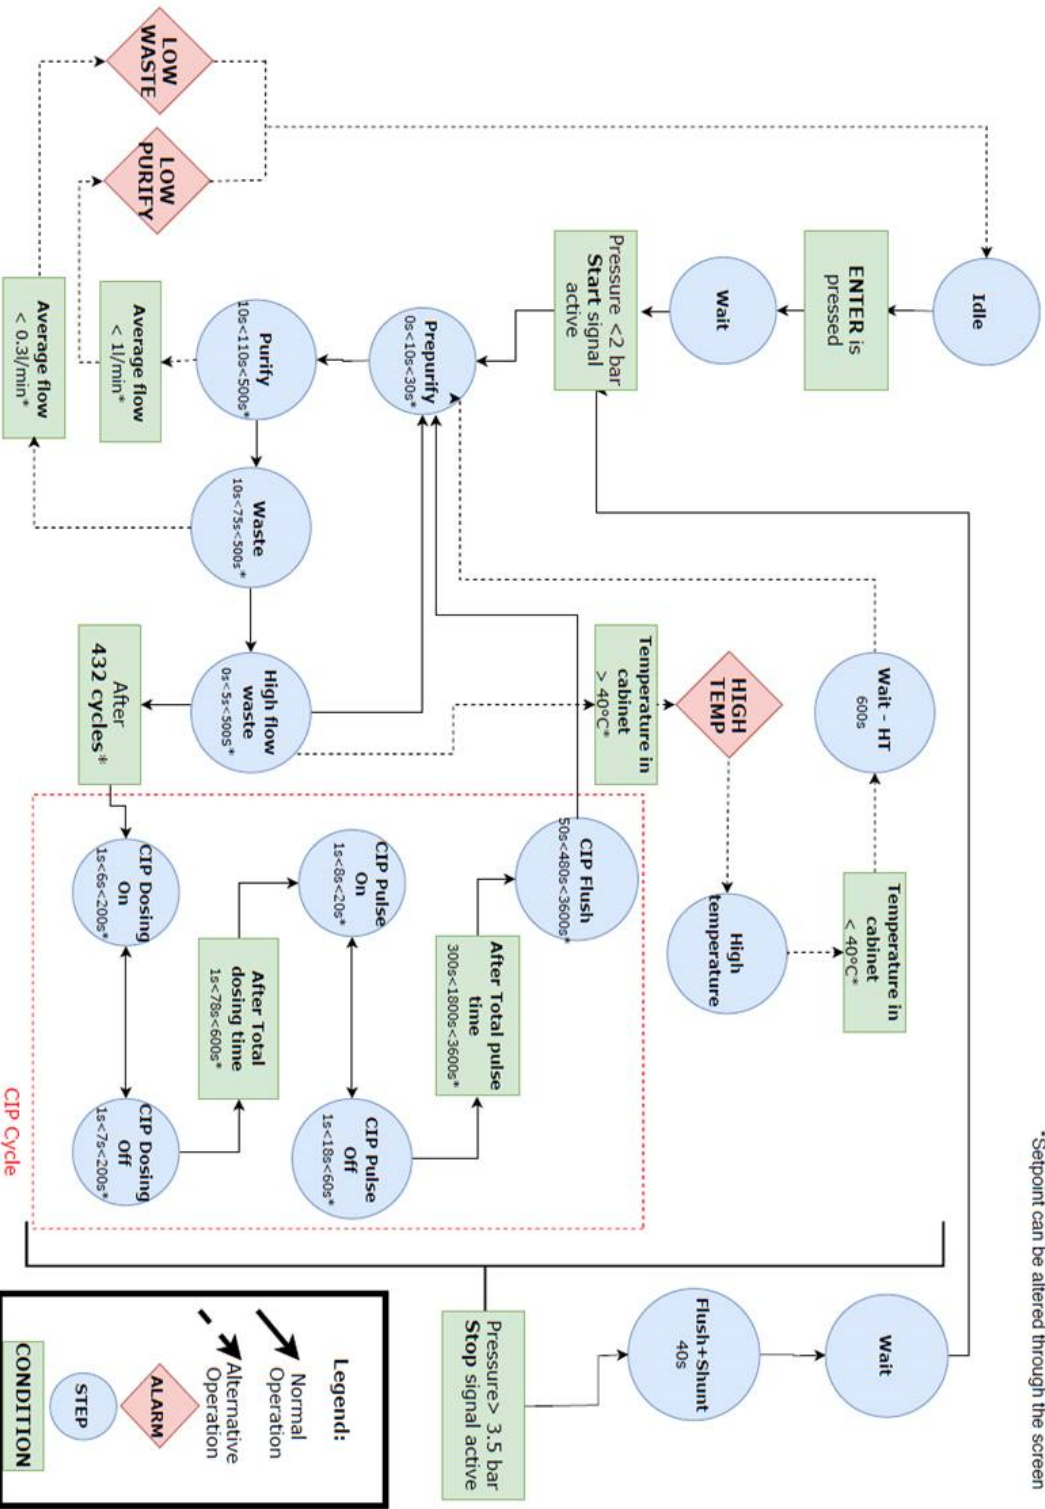 *Setpoint can be altered through the screen
Idle
ENTER is
pressed
Wait
Pressure <2 bar
Start signal
active
Prepurify
0s<10s<30s*
Purify
10s<110s<500s*
Average flow
< 1l/min*
LOW
PURIFY
Average flow
< 0.3l/min*
LOW
WASTE
Waste
10s<75s<500s*
High flow
waste
0s<5s<500s*
After
432 cycles*
Temperature in
cabinet
> 40°C*
HIGH
TEMP
High
temperature
Temperature in
cabinet
< 40°C*
Wait - HT
600s
CIP Dosing
On
1s<6s<200s*
CIP Dosing
Off
1s<7s<200s*
After Total
dosing time
1s<78s<600s*
CIP Pulse
On
1s<8s<20s*
CIP Pulse
Off
1s<18s<60s*
After Total pulse
time
300s<1800s<3600s*
CIP Flush
50s<480s<3600s*
CIP Cycle
Pressure> 3.5 bar
Stop signal active
Flush+Shunt
40s
Wait
Legend:
Normal
Operation
Alternative
Operation
ALARM
STEP
CONDITION